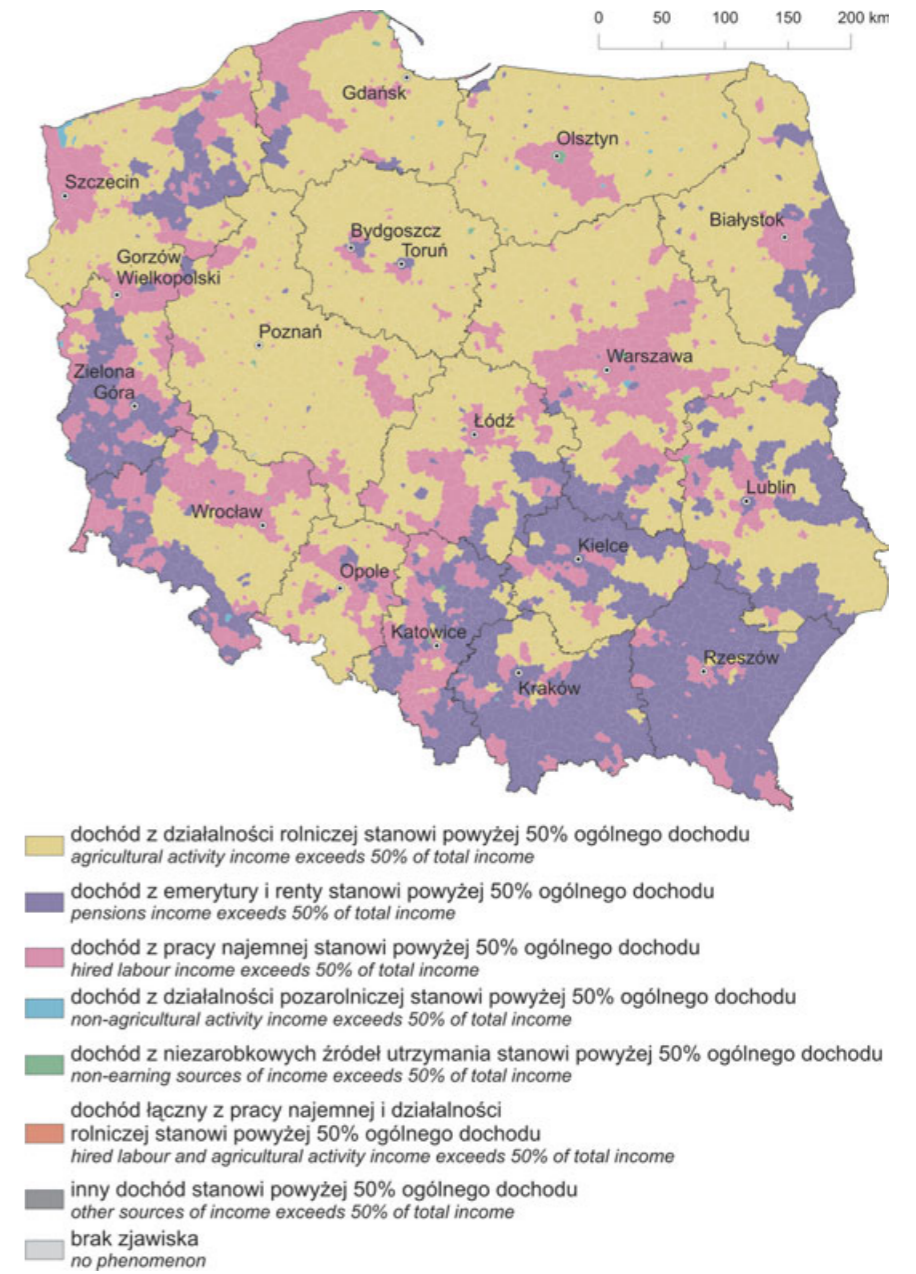 0 50 100 150 200 km
Gdańsk
Olsztyn
Szczecin
Białystok
Bydgoszcz
Toruń
Gorzów
Wielkopolski
Poznań
Warszawa
Zielona
Góra
Łódź
Lublin
Wrocław
Kielce
Opole
Katowice
Rzeszów
Kraków
dochód z działalności rolniczej stanowi powyżej 50% ogólnego dochodu
agricultural activity income exceeds 50% of total income
dochód z emerytury i renty stanowi powyżej 50% ogólnego dochodu
pensions income exceeds 50% of total income
dochód z pracy najemnej stanowi powyżej 50% ogólnego dochodu
hired labour income exceeds 50% of total income
dochód z działalności pozarolniczej stanowi powyżej 50% ogólnego dochodu
non-agricultural activity income exceeds 50% of total income
dochód z niezarobkowych źródeł utrzymania stanowi powyżej 50% ogólnego dochodu
non-earning sources of income exceeds 50% of total income
dochód łączny z pracy najemnej i działalności
rolniczej stanowi powyżej 50% ogólnego dochodu
hired labour and agricultural activity income exceeds 50% of total income
inny dochód stanowi powyżej 50% ogólnego dochodu
other sources of income exceeds 50% of total income
brak zjawiska
no phenomenon